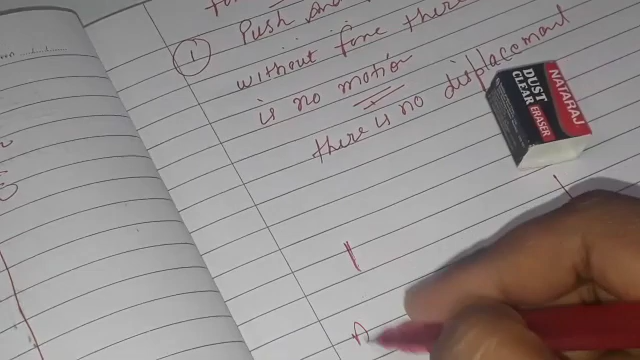 ① Push and
without force there
is no motion
there is no displacement
NATARAJ
DUST
CLEAR ERASER
A